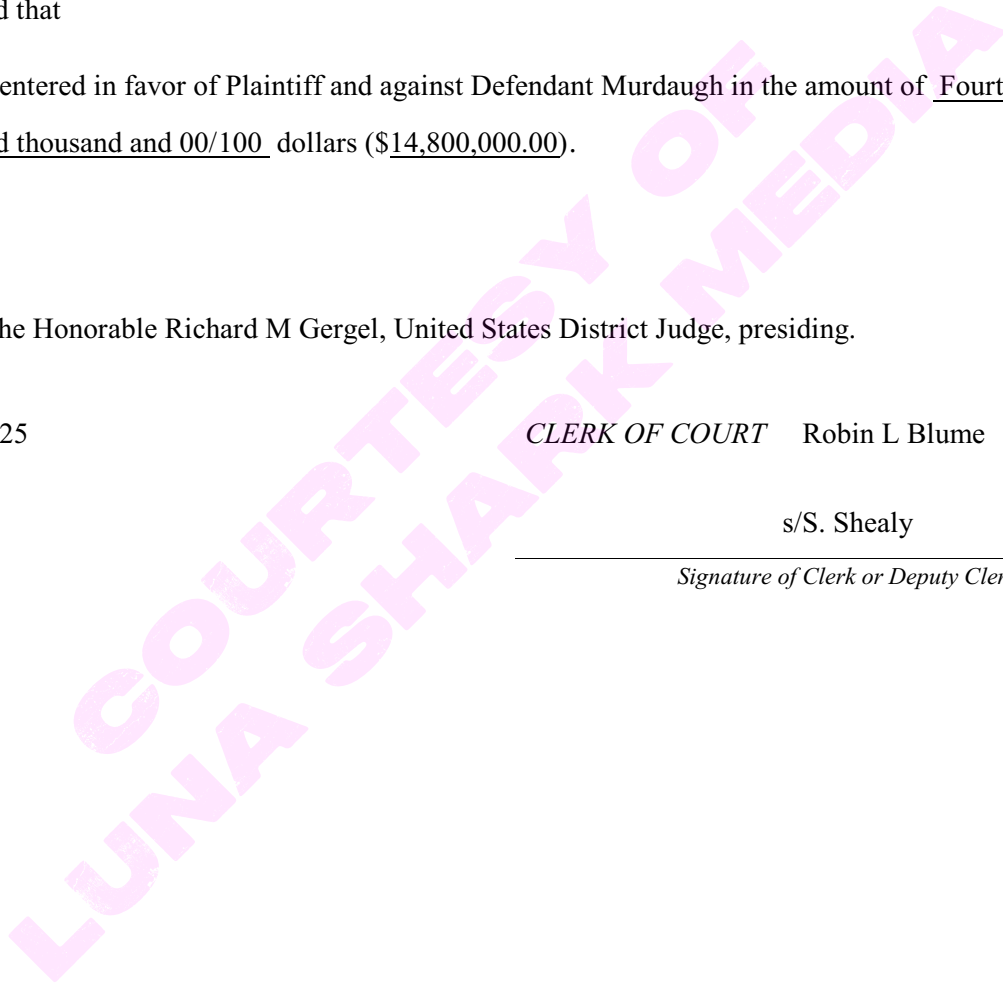 d that
entered in favor of Plaintiff and against Defendant Murdaugh in the amount of Fourt
d thousand and 00/100 dollars ($14,800,000.00).
he Honorable Richard M Gergel, United States District Judge, presiding.
25
CLERK OF COURT Robin L Blume
s/S. Shealy
Signature of Clerk or Deputy Cler
COURTESY OF
LUNA SHARK MEDIA